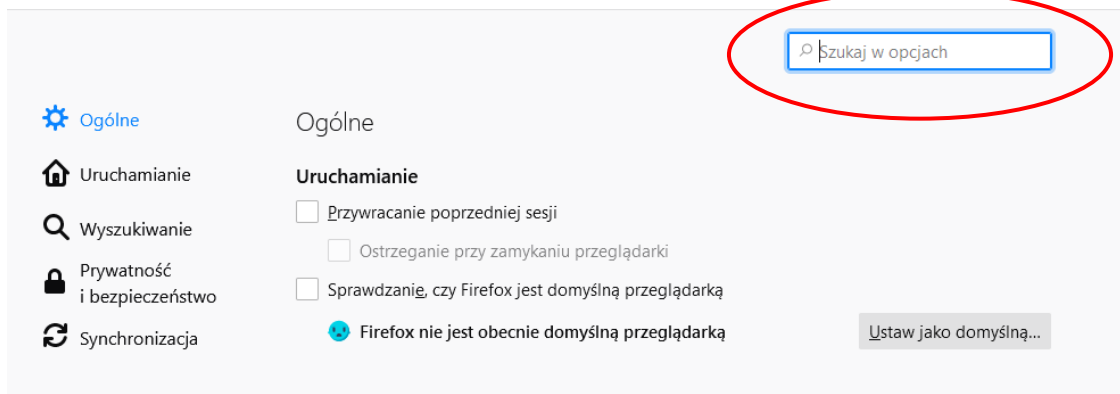 Szukaj w opcjach
Ogólne
Uruchamianie
Wyszukiwanie
Prywatność
i bezpieczeństwo
Synchronizacja
Ogólne
Uruchamianie
Przywracanie poprzedniej sesji
Ostrzeganie przy zamykaniu przeglądarki
Sprawdzanie, czy Firefox jest domyślną przeglądarką
Firefox nie jest obecnie domyślną przeglądarką
Ustaw jako domyślną...